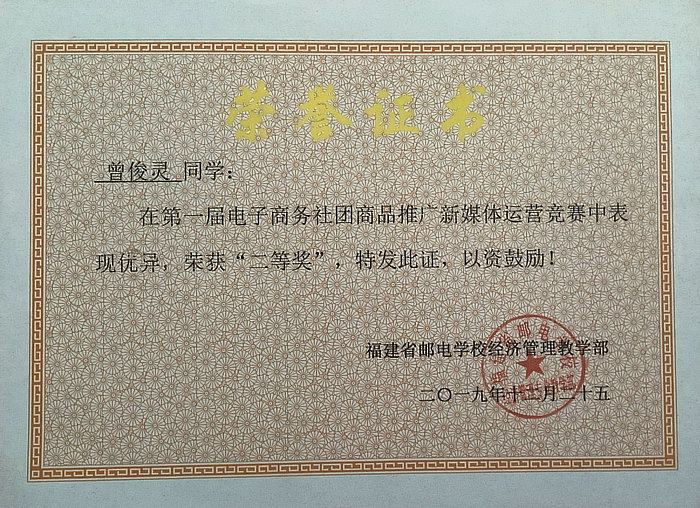 荣誉证书
曾俊灵 同学：
在第一届电子商务社团商品推广新媒体运营竞赛中表
现优异，荣获“二等奖”，特发此证，以资鼓励！
福建省邮电学校经济管理教学部
二〇一九年十二月二十五